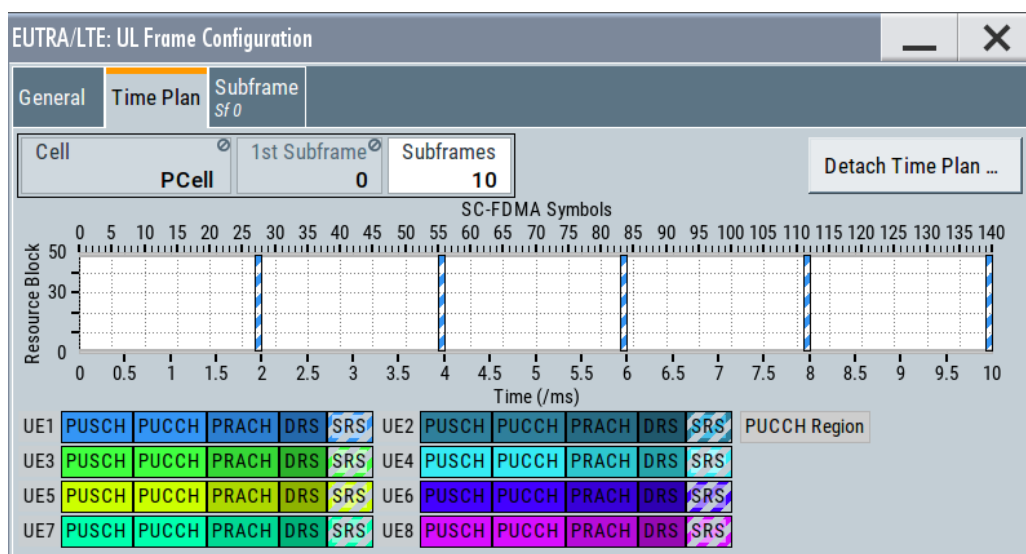 EUTRA/LTE: UL Frame Configuration
General Time Plan Subframe
Sf 0
Cell 1st Subframe Subframes
PCell 0 10
Detach Time Plan ...
SC-FDMA Symbols
0 5 10 15 20 25 30 35 40 45 50 55 60 65 70 75 80 85 90 95 100 105 110 115 120 125 130 135 140
Resource Block
50
30
0
0 0.5 1 1.5 2 2.5 3 3.5 4 4.5 5 5.5 6 6.5 7 7.5 8 8.5 9 9.5 10
Time (/ms)
UE1 PUSCH PUCCH PRACH DRS SRS UE2 PUSCH PUCCH PRACH DRS SRS PUCCH Region
UE3 PUSCH PUCCH PRACH DRS SRS UE4 PUSCH PUCCH PRACH DRS SRS
UE5 PUSCH PUCCH PRACH DRS SRS UE6 PUSCH PUCCH PRACH DRS SRS
UE7 PUSCH PUCCH PRACH DRS SRS UE8 PUSCH PUCCH PRACH DRS SRS